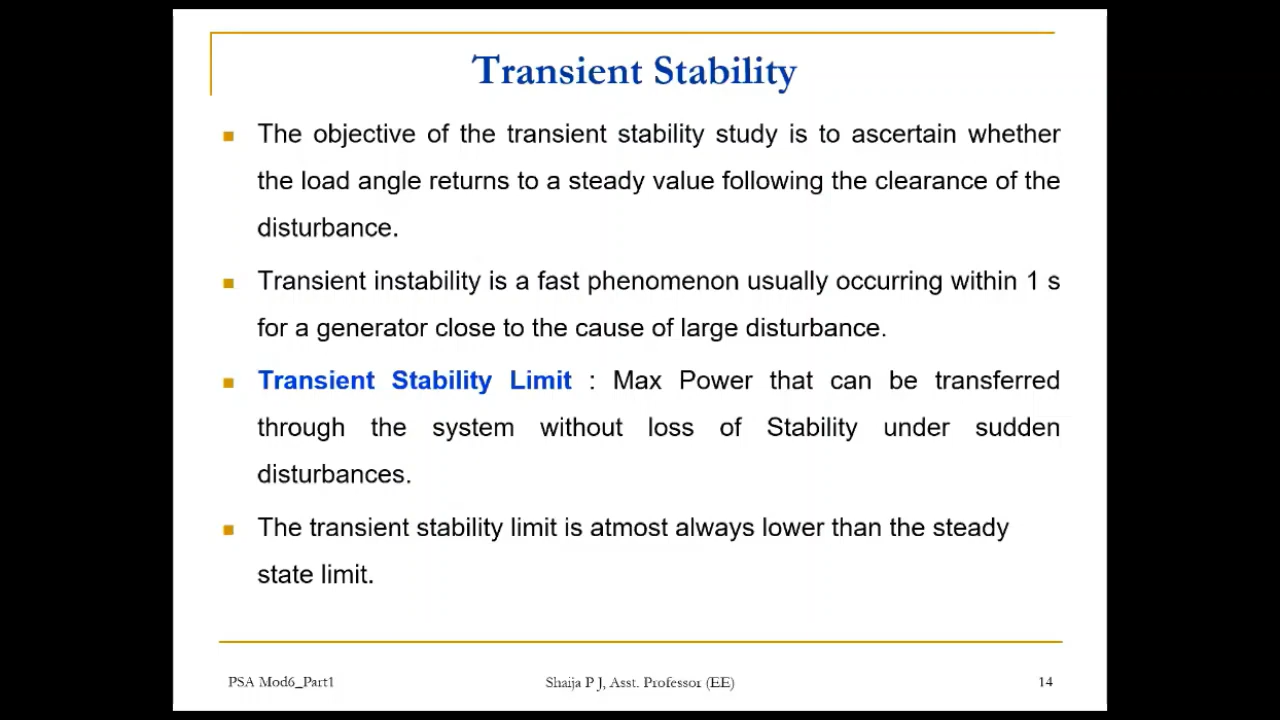 Transient Stability
The objective of the transient stability study is to ascertain whether
the load angle returns to a steady value following the clearance of the
disturbance.
Transient instability is a fast phenomenon usually occurring within 1 s
for a generator close to the cause of large disturbance.
Transient Stability Limit : Max Power that can be transferred
through the system without loss of Stability under sudden
disturbances.
The transient stability limit is atmost always lower than the steady
state limit.
PSA Mod6_Part1
Shaija P J, Asst. Professor (EE)
14